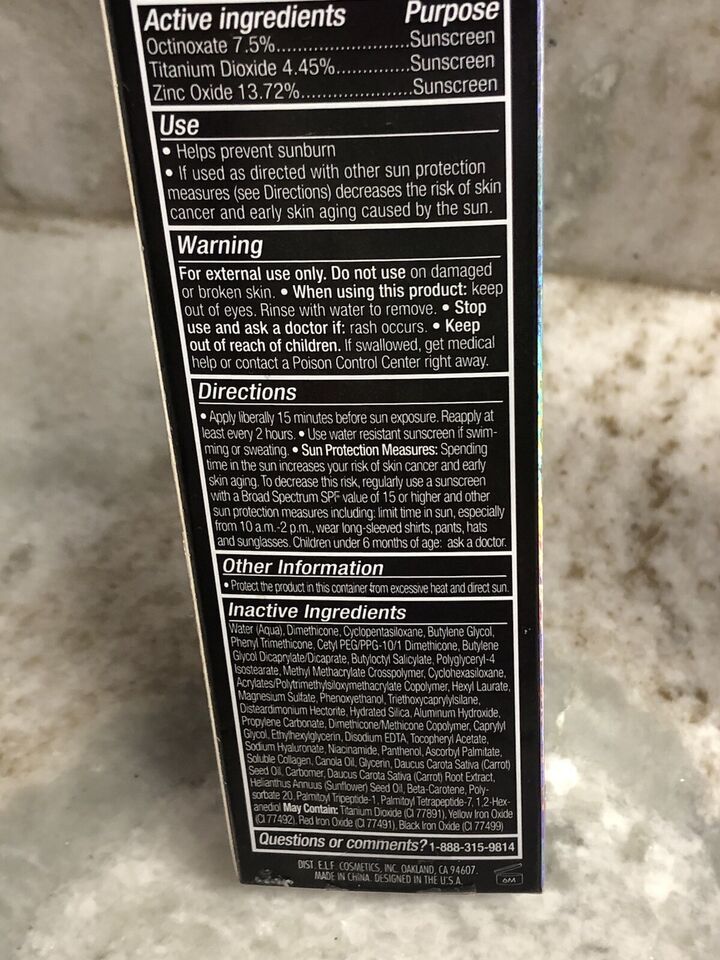 Active ingredients Purpose
Octinoxate 7.5%........................Sunscreen
Titanium Dioxide 4.45%.............Sunscreen
Zinc Oxide 13.72%....................Sunscreen
Use
• Helps prevent sunburn
• If used as directed with other sun protection
measures (see Directions) decreases the risk of skin
cancer and early skin aging caused by the sun.
Warning
For external use only. Do not use on damaged
or broken skin. • When using this product: keep
out of eyes. Rinse with water to remove. • Stop
use and ask a doctor if: rash occurs. • Keep
out of reach of children. If swallowed, get medical
help or contact a Poison Control Center right away.
Directions
• Apply liberally 15 minutes before sun exposure. Reapply at
least every 2 hours. • Use water resistant sunscreen if swim-
ming or sweating. • Sun Protection Measures: Spending
time in the sun increases your risk of skin cancer and early
skin aging. To decrease this risk, regularly use a sunscreen
with a Broad Spectrum SPF value of 15 or higher and other
sun protection measures including: limit time in sun, especially
from 10 a.m.-2 p.m., wear long-sleeved shirts, pants, hats
and sunglasses. Children under 6 months of age: ask a doctor.
Other Information
• Protect the product in this container from excessive heat and direct sun.
Inactive Ingredients
Water (Aqua), Dimethicone, Cyclopentasiloxane, Butylene Glycol,
Phenyl Trimethicone, Cetyl PEG/PPG-10/1 Dimethicone, Butylene
Glycol Dicaprylate/Dicaprate, Butyloctyl Salicylate, Polyglyceryl-4
Isostearate, Methyl Methacrylate Crosspolymer, Cyclohexasiloxane,
Acrylates/Polytrimethylsiloxymethacrylate Copolymer, Hexyl Laurate,
Magnesium Sulfate, Phenoxyethanol, Triethoxycaprylylsilane,
Disteardimonium Hectorite, Hydrated Silica, Aluminum Hydroxide,
Propylene Carbonate, Dimethicone/Methicone Copolymer, Caprylyl
Glycol, Ethylhexylglycerin, Disodium EDTA, Tocopheryl Acetate,
Sodium Hyaluronate, Niacinamide, Panthenol, Ascorbyl Palmitate,
Soluble Collagen, Canola Oil, Glycerin, Daucus Carota Sativa (Carrot)
Seed Oil, Carbomer, Daucus Carota Sativa (Carrot) Root Extract,
Helianthus Annuus (Sunflower) Seed Oil, Beta-Carotene, Poly-
sorbate 20, Palmitoyl Tripeptide-1, Palmitoyl Tetrapeptide-7, 1,2-Hex-
anediol May Contain: Titanium Dioxide (CI 77891), Yellow Iron Oxide
(CI 77492), Red Iron Oxide (CI 77491), Black Iron Oxide (CI 77499)
Questions or comments? 1-888-315-9814
DIST. E.L.F. COSMETICS, INC. OAKLAND, CA 94607.
MADE IN CHINA. DESIGNED IN THE U.S.A.
6M